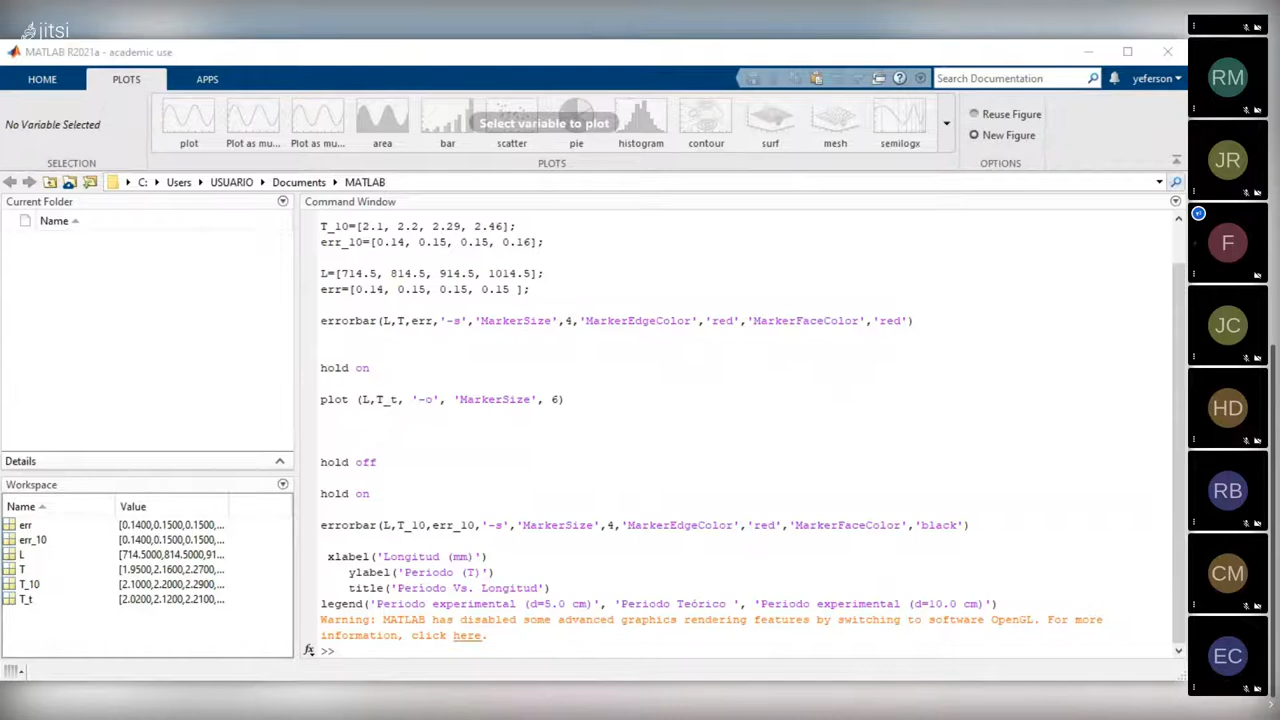 jitsi
MATLAB R2021a - academic use
HOME PLOTS APPS
Search Documentation
yeferson
No Variable Selected
plot Plot as mu... Plot as mu... area bar scatter pie histogram contour surf mesh semilogx
Select variable to plot
Reuse Figure
New Figure
SELECTION PLOTS OPTIONS
C: Users USUARIO Documents MATLAB
Current Folder
Name
Details
Workspace
Name Value
err [0.1400,0.1500,0.1500,...
err_10 [0.1400,0.1500,0.1500,...
L [714.5000,814.5000,91...
T [1.9500,2.1600,2.2700,...
T_10 [2.1000,2.2000,2.2900,...
T_t [2.0200,2.1200,2.2100,...
Command Window
T_10=[2.1, 2.2, 2.29, 2.46];
err_10=[0.14, 0.15, 0.15, 0.16];
L=[714.5, 814.5, 914.5, 1014.5];
err=[0.14, 0.15, 0.15, 0.15 ];
errorbar(L,T,err,'-s','MarkerSize',4,'MarkerEdgeColor','red','MarkerFaceColor','red')
hold on
plot (L,T_t, '-o', 'MarkerSize', 6)
hold off
hold on
errorbar(L,T_10,err_10,'-s','MarkerSize',4,'MarkerEdgeColor','red','MarkerFaceColor','black')
xlabel('Longitud (mm)')
ylabel('Periodo (T)')
title('Periodo Vs. Longitud')
legend('Periodo experimental (d=5.0 cm)', 'Periodo Teórico ', 'Periodo experimental (d=10.0 cm)')
Warning: MATLAB has disabled some advanced graphics rendering features by switching to software OpenGL. For more
information, click here.
fx >>
RM
JR
F
JC
HD
RB
CM
EC